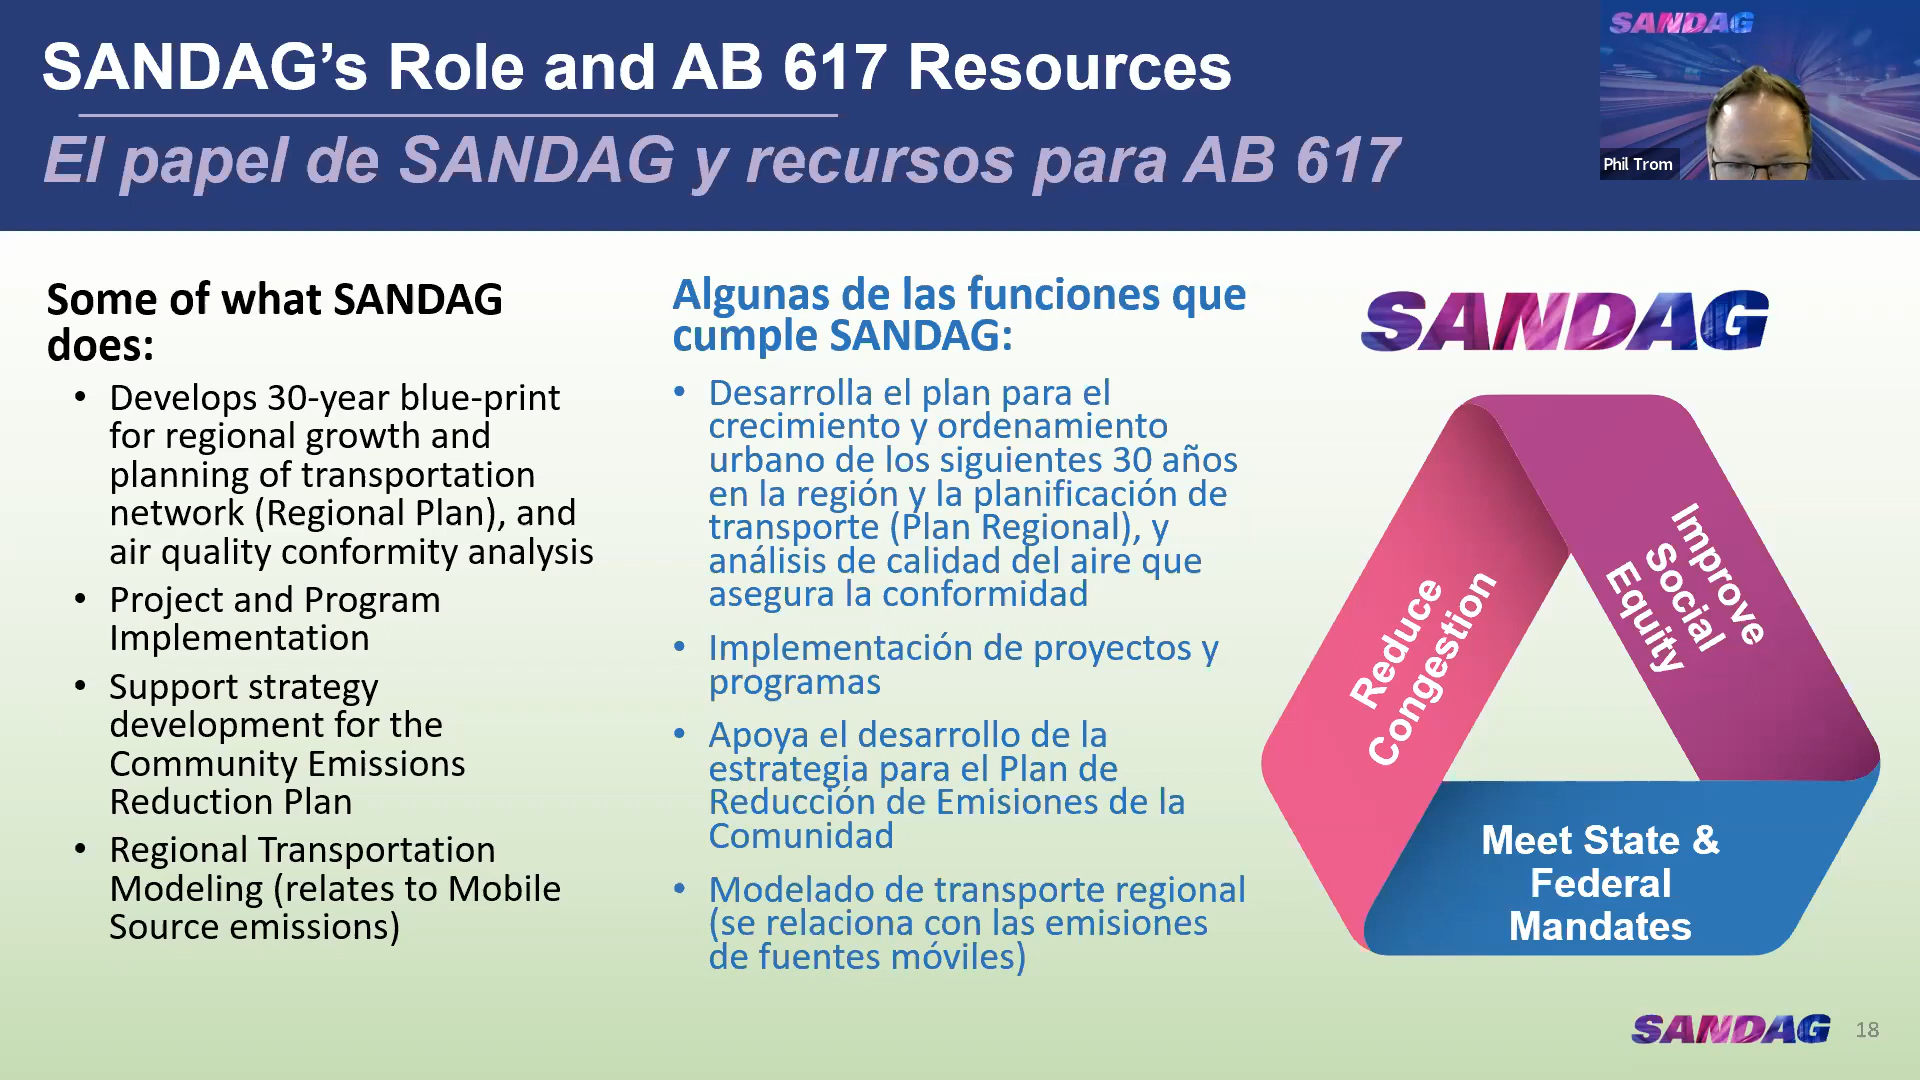 SANDAG’s Role and AB 617 Resources
El papel de SANDAG y recursos para AB 617
SANDAG
Phil Trom
Some of what SANDAG
does:
• Develops 30-year blue-print
for regional growth and
planning of transportation
network (Regional Plan), and
air quality conformity analysis
• Project and Program
Implementation
• Support strategy
development for the
Community Emissions
Reduction Plan
• Regional Transportation
Modeling (relates to Mobile
Source emissions)
Algunas de las funciones que
cumple SANDAG:
• Desarrolla el plan para el
crecimiento y ordenamiento
urbano de los siguientes 30 años
en la región y la planificación de
transporte (Plan Regional), y
análisis de calidad del aire que
asegura la conformidad
• Implementación de proyectos y
programas
• Apoya el desarrollo de la
estrategia para el Plan de
Reducción de Emisiones de la
Comunidad
• Modelado de transporte regional
(se relaciona con las emisiones
de fuentes móviles)
SANDAG
Reduce
Congestion
Improve
Social
Equity
Meet State &
Federal
Mandates
SANDAG
18